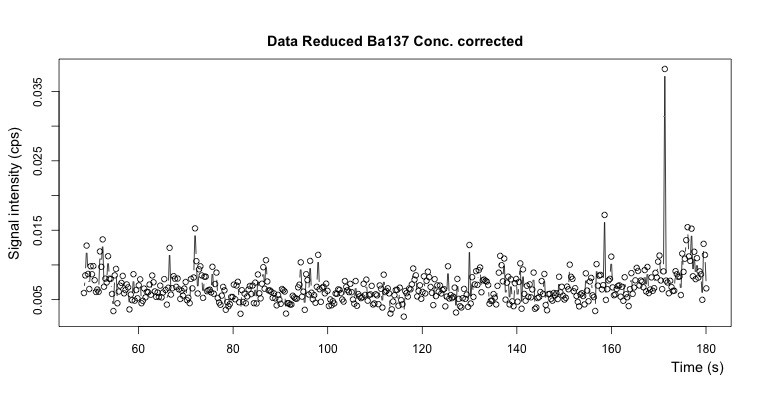 Data Reduced Ba137 Conc. corrected
Signal intensity (cps)
0.035
0.025
0.015
0.005
60 80 100 120 140 160 180
Time (s)